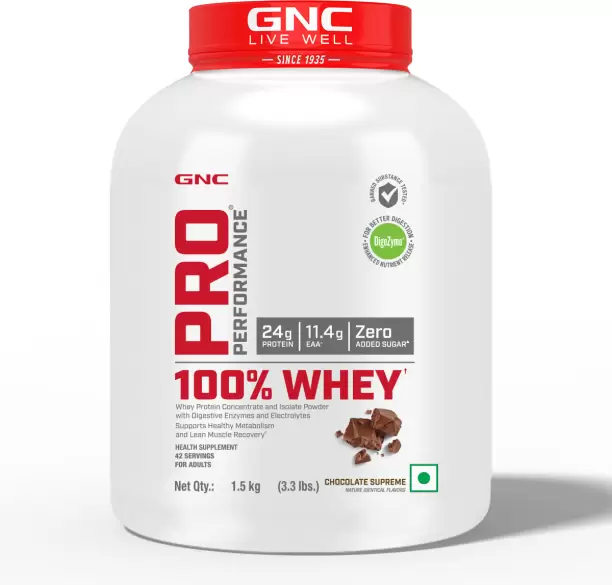 GNC
LIVE WELL
— SINCE 1935 —
GNC
PRO
PERFORMANCE®
BANNED SUBSTANCE TESTED
FOR BETTER DIGESTION
DigeZyme®
ENHANCED NUTRIENT RELEASE
24g PROTEIN
11.4g EAA^
Zero ADDED SUGAR*
100% WHEY†
Whey Protein Concentrate and Isolate Powder
with Digestive Enzymes and Electrolytes
Supports Healthy Metabolism
and Lean Muscle Recovery
HEALTH SUPPLEMENT
42 SERVINGS
FOR ADULTS
CHOCOLATE SUPREME
NATURE IDENTICAL FLAVORS
Net Qty.: 1.5 kg (3.3 lbs.)